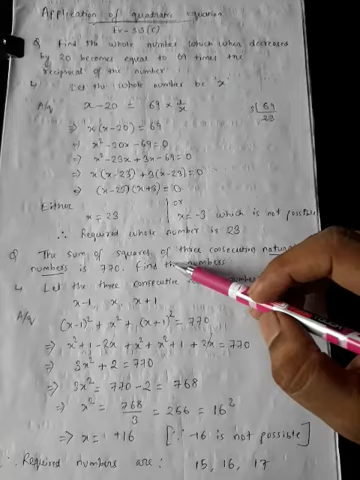 Application of quadratic equation
Ex-3.3(C)
Q Find the whole number which when decreased
by 20 becomes equal to 69 times the
reciprocal of the number.
Let the whole number be 'x'
A/q x-20 = 69 × 1/x
⇒ x(x-20) = 69
⇒ x²-20x-69=0
⇒ x²-23x+3x-69=0
⇒ x(x-23)+3(x-23)=0
⇒ (x-23)(x+3)=0
3|69
23
Either or
x=23 x=-3 which is not possible
∴ Required whole number is 23
Q The sum of squares of three consecutive natural
numbers is 770. Find the numbers
Let the three consecutive
x-1, x, x+1
A/q (x-1)²+x²+(x+1)²=770
⇒ x²+1-2x+x²+x²+1+2x=770
⇒ 3x²+2=770
⇒ 3x²=770-2=768
⇒ x²=768/3=256=16²
⇒ x=+16 [∵-16 is not possible]
∴ Required numbers are: 15, 16, 17